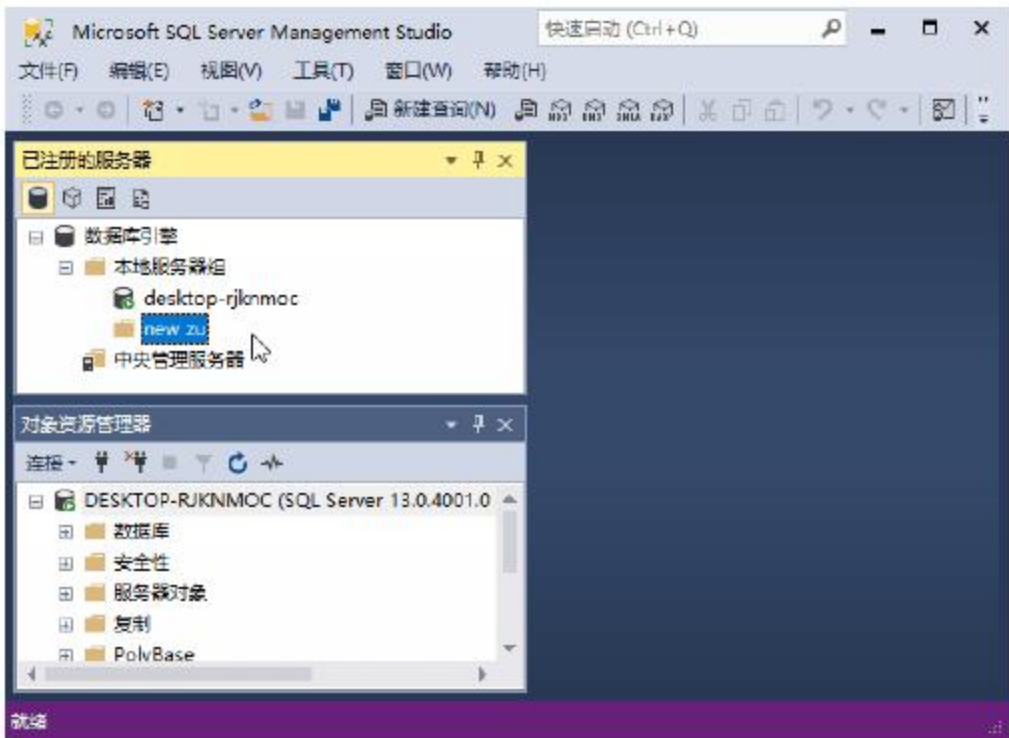 Microsoft SQL Server Management Studio 快速启动 (Ctrl+Q)
文件(F) 编辑(E) 视图(V) 工具(T) 窗口(W) 帮助(H)
新建查询(N)
已注册的服务器
数据库引擎
本地服务器组
desktop-rjknmoc
new zu
中央管理服务器
对象资源管理器
连接
DESKTOP-RJKNMOC (SQL Server 13.0.4001.0
数据库
安全性
服务器对象
复制
PolyBase
就绪